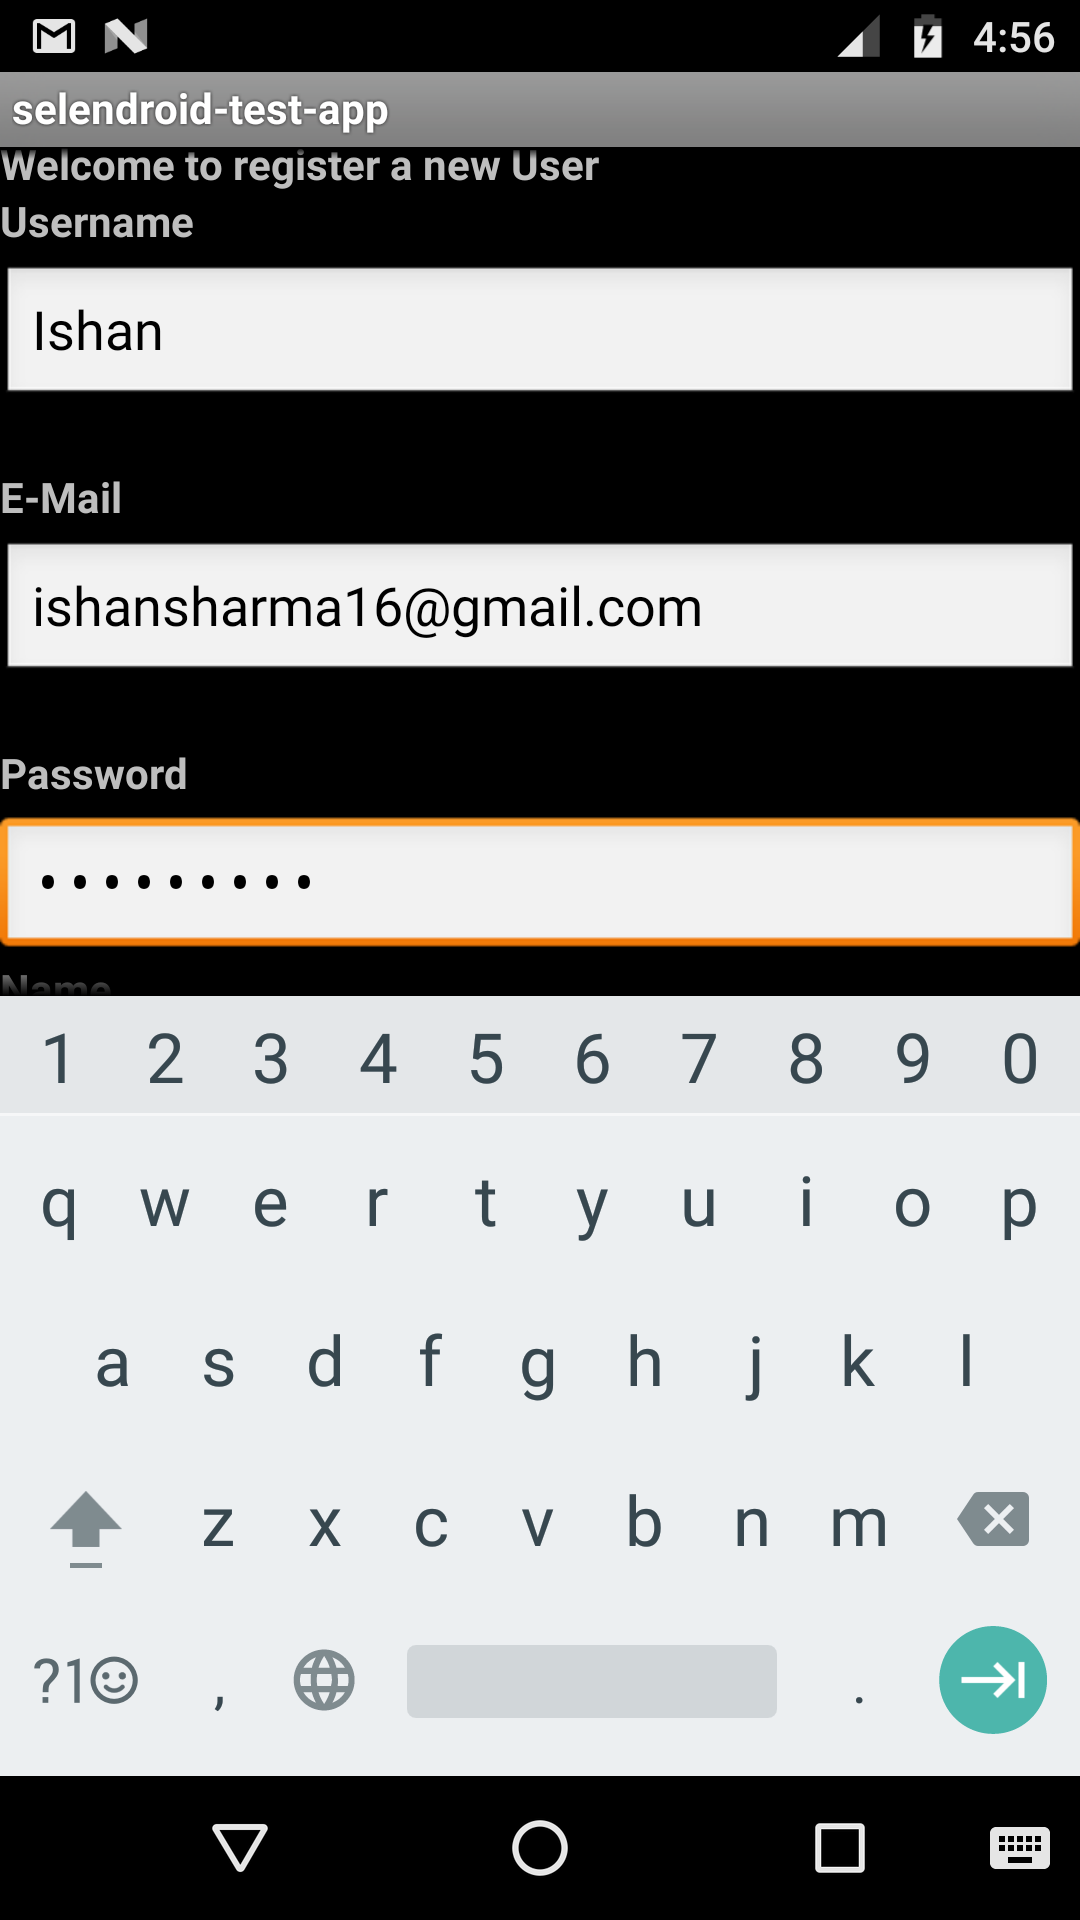 4:56
selendroid-test-app
Welcome to register a new User
Username
Ishan
E-Mail
ishansharma16@gmail.com
Password
•••••••••
Name
1 2 3 4 5 6 7 8 9 0
q w e r t y u i o p
a s d f g h j k l
z x c v b n m
?1☺ , .